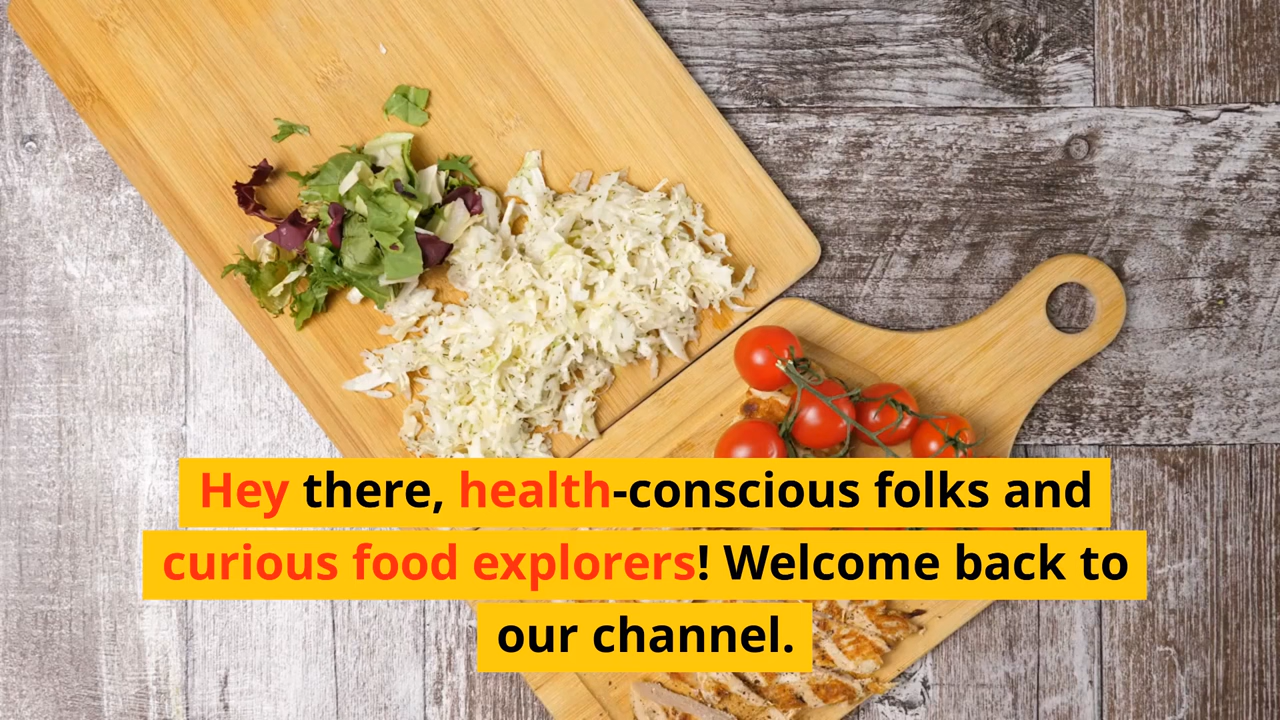 Hey there, health-conscious folks and
curious food explorers! Welcome back to
our channel.